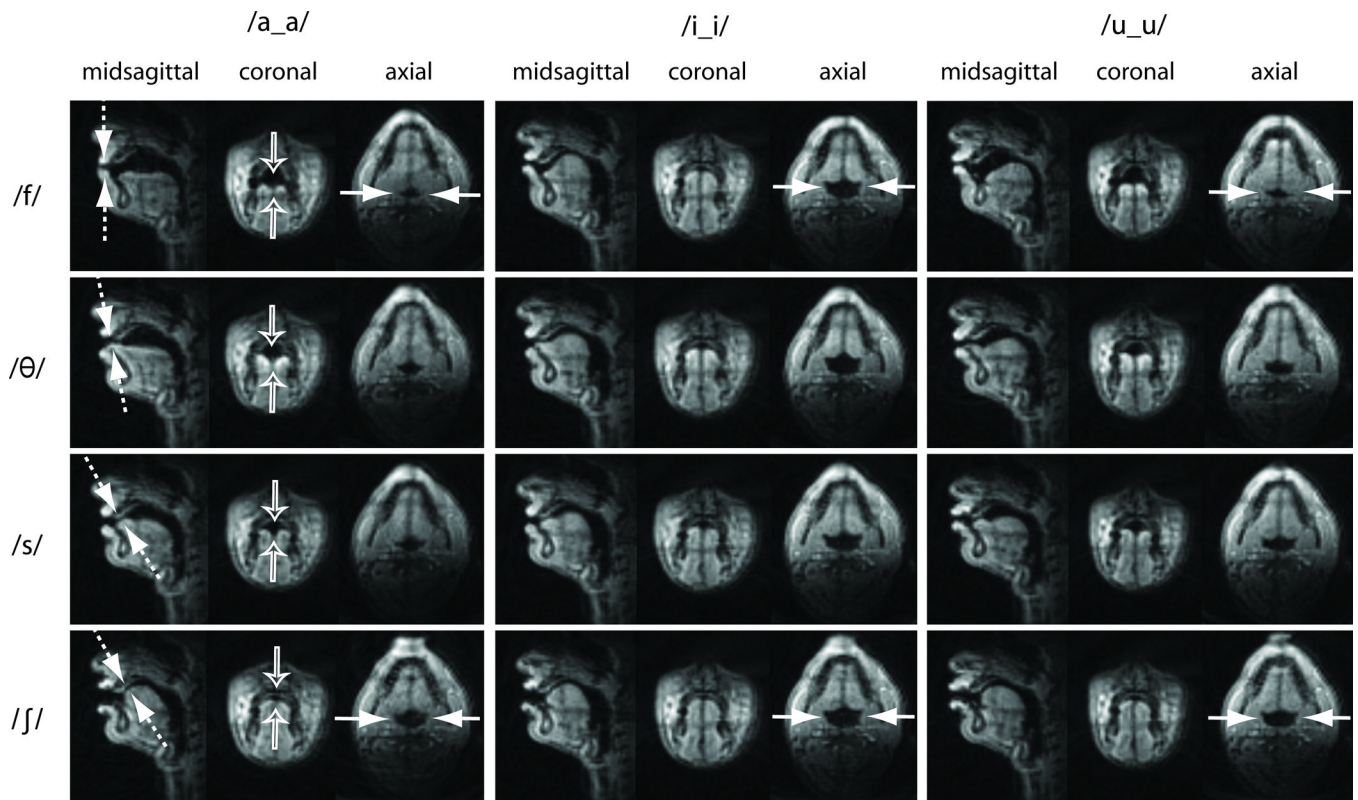 /a_a/ /i_i/ /u_u/
midsagittal coronal axial midsagittal coronal axial midsagittal coronal axial
/f/
/θ/
/s/
/ʃ/